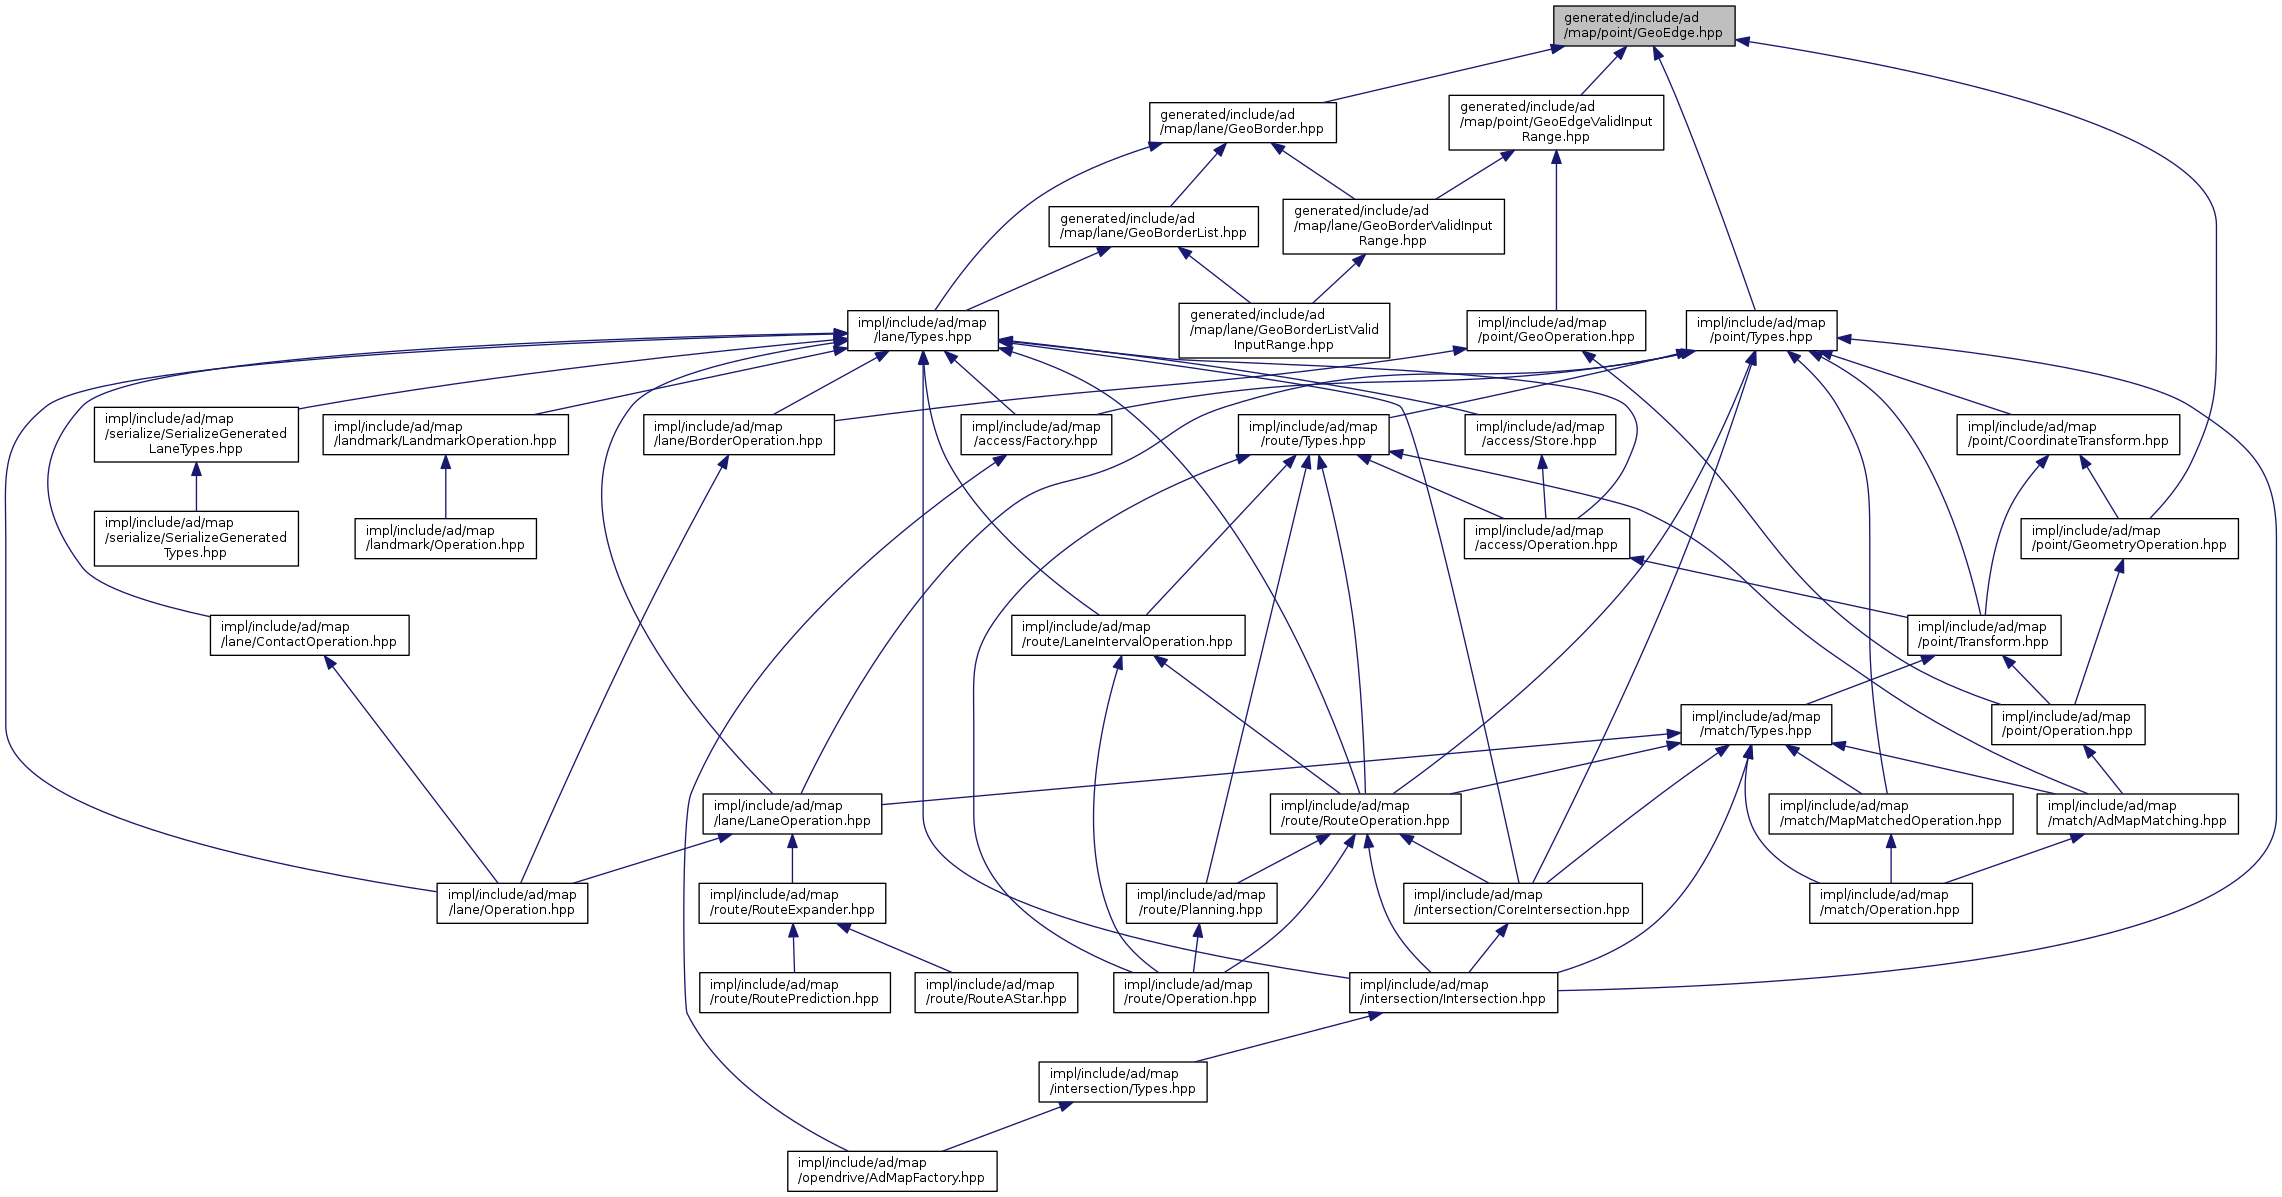 generated/include/ad
/map/point/GeoEdge.hpp
generated/include/ad
/map/lane/GeoBorder.hpp
generated/include/ad
/map/point/GeoEdgeValidInput
Range.hpp
generated/include/ad
/map/lane/GeoBorderList.hpp
generated/include/ad
/map/lane/GeoBorderValidInput
Range.hpp
impl/include/ad/map
/lane/Types.hpp
generated/include/ad
/map/lane/GeoBorderListValid
InputRange.hpp
impl/include/ad/map
/point/GeoOperation.hpp
impl/include/ad/map
/point/Types.hpp
impl/include/ad/map
/serialize/SerializeGenerated
LaneTypes.hpp
impl/include/ad/map
/landmark/LandmarkOperation.hpp
impl/include/ad/map
/lane/BorderOperation.hpp
impl/include/ad/map
/access/Factory.hpp
impl/include/ad/map
/route/Types.hpp
impl/include/ad/map
/access/Store.hpp
impl/include/ad/map
/point/CoordinateTransform.hpp
impl/include/ad/map
/serialize/SerializeGenerated
Types.hpp
impl/include/ad/map
/landmark/Operation.hpp
impl/include/ad/map
/access/Operation.hpp
impl/include/ad/map
/point/GeometryOperation.hpp
impl/include/ad/map
/lane/ContactOperation.hpp
impl/include/ad/map
/route/LaneIntervalOperation.hpp
impl/include/ad/map
/point/Transform.hpp
impl/include/ad/map
/match/Types.hpp
impl/include/ad/map
/point/Operation.hpp
impl/include/ad/map
/lane/LaneOperation.hpp
impl/include/ad/map
/route/RouteOperation.hpp
impl/include/ad/map
/match/MapMatchedOperation.hpp
impl/include/ad/map
/match/AdMapMatching.hpp
impl/include/ad/map
/lane/Operation.hpp
impl/include/ad/map
/route/RouteExpander.hpp
impl/include/ad/map
/route/Planning.hpp
impl/include/ad/map
/intersection/CoreIntersection.hpp
impl/include/ad/map
/match/Operation.hpp
impl/include/ad/map
/route/RoutePrediction.hpp
impl/include/ad/map
/route/RouteAStar.hpp
impl/include/ad/map
/route/Operation.hpp
impl/include/ad/map
/intersection/Intersection.hpp
impl/include/ad/map
/intersection/Types.hpp
impl/include/ad/map
/opendrive/AdMapFactory.hpp